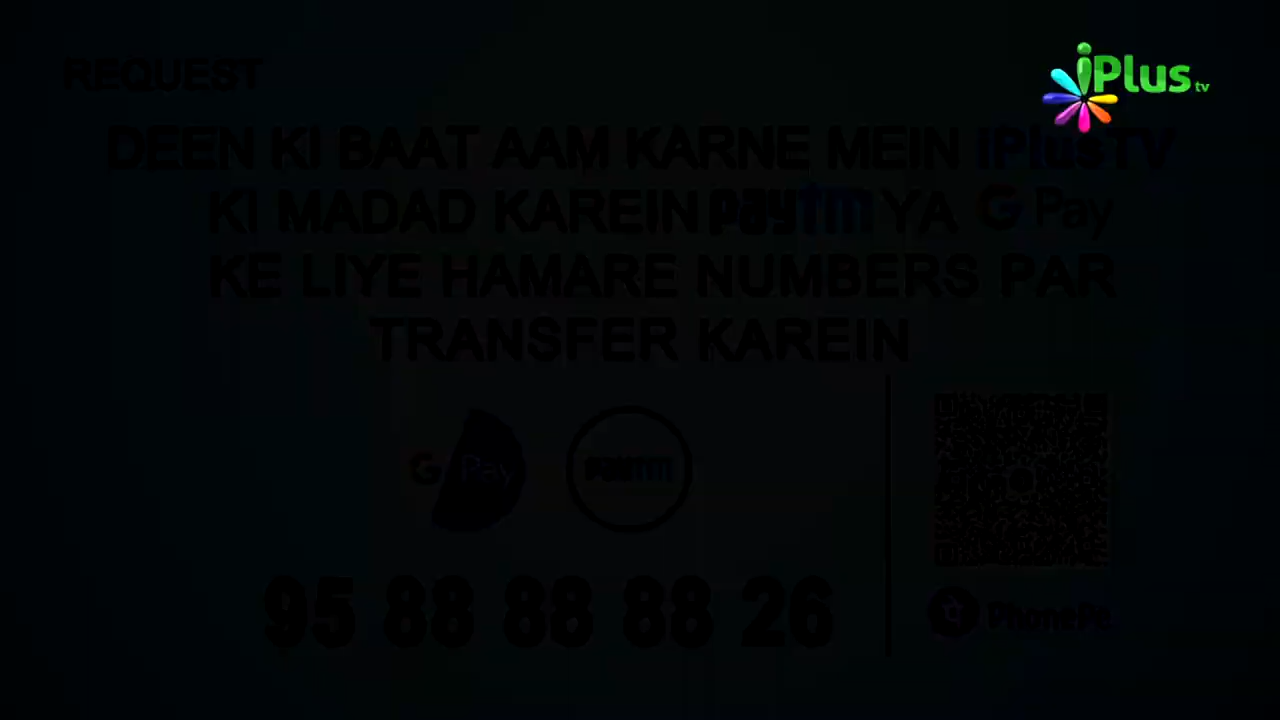 iPlus tv
REQUEST
DEEN KI BAAT AAM KARNE MEIN iPlusTV
KI MADAD KAREIN paytm YA G Pay
KE LIYE HAMARE NUMBERS PAR
TRANSFER KAREIN
G Pay paytm
95 88 88 88 26
PhonePe